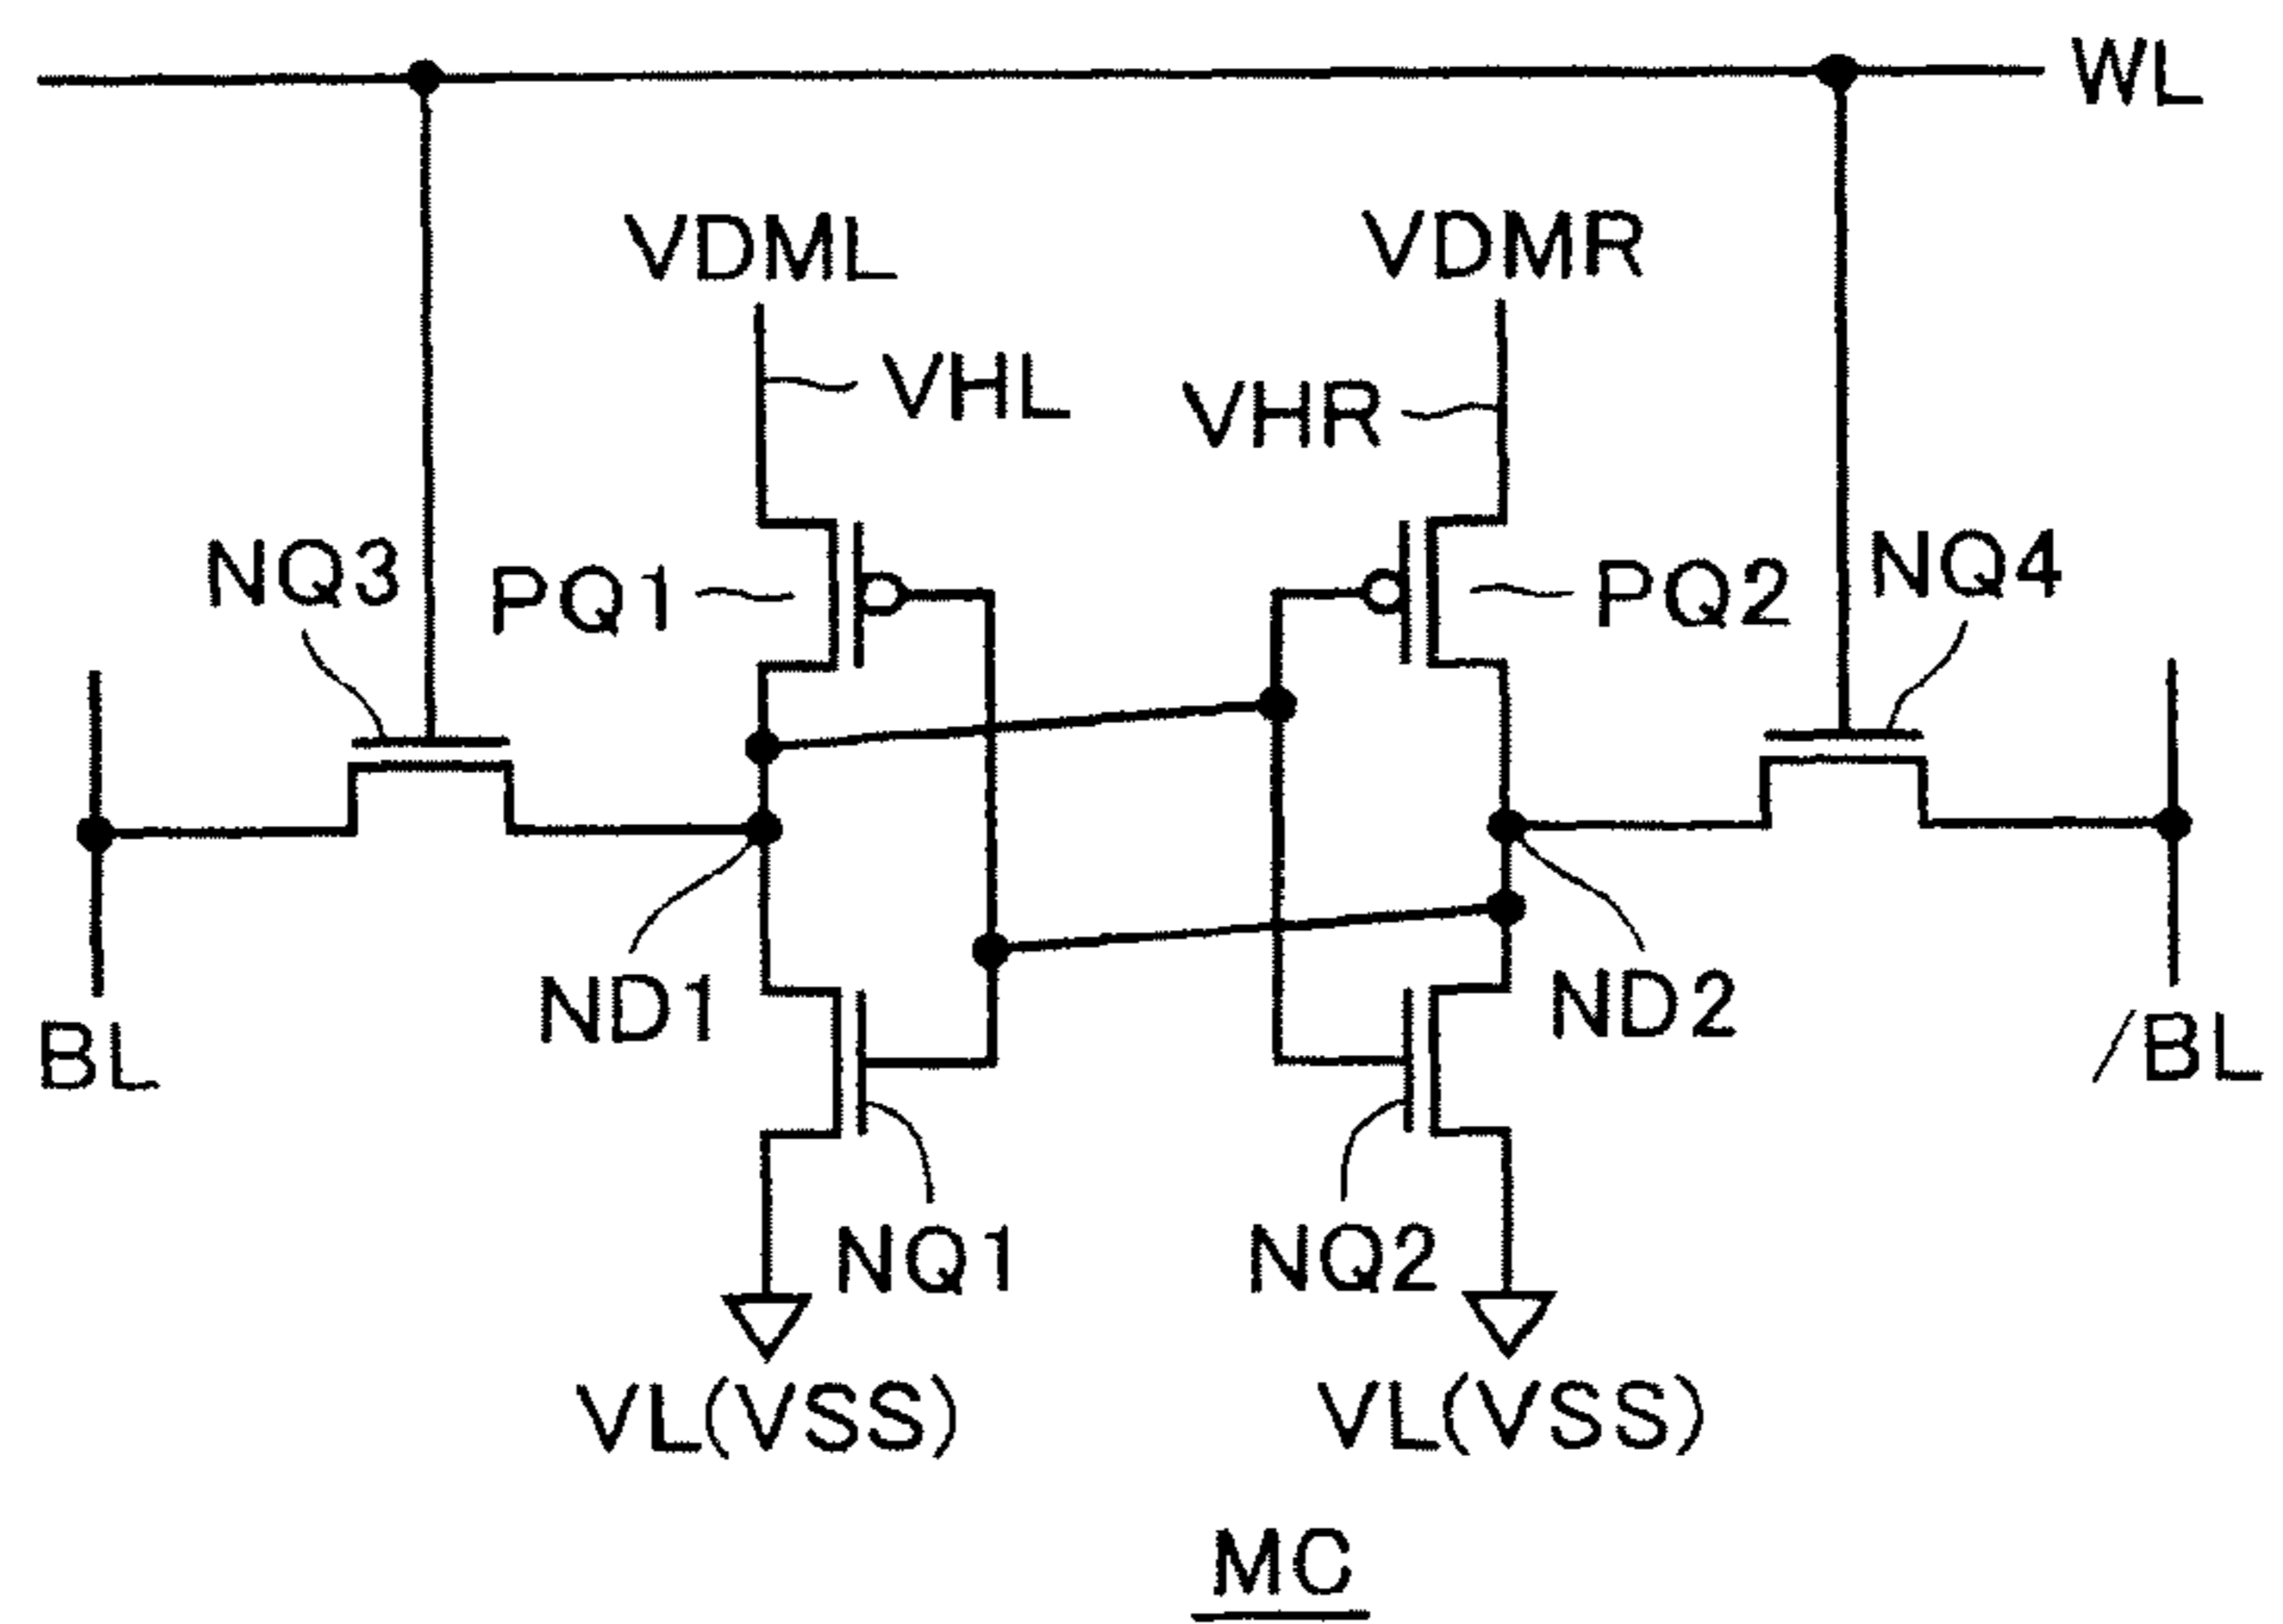 WL
VDML
VDMR
VHL
VHR
NQ3
PQ1
PQ2
NQ4
ND1
ND2
BL
/BL
NQ1
NQ2
VL(VSS)
VL(VSS)
MC